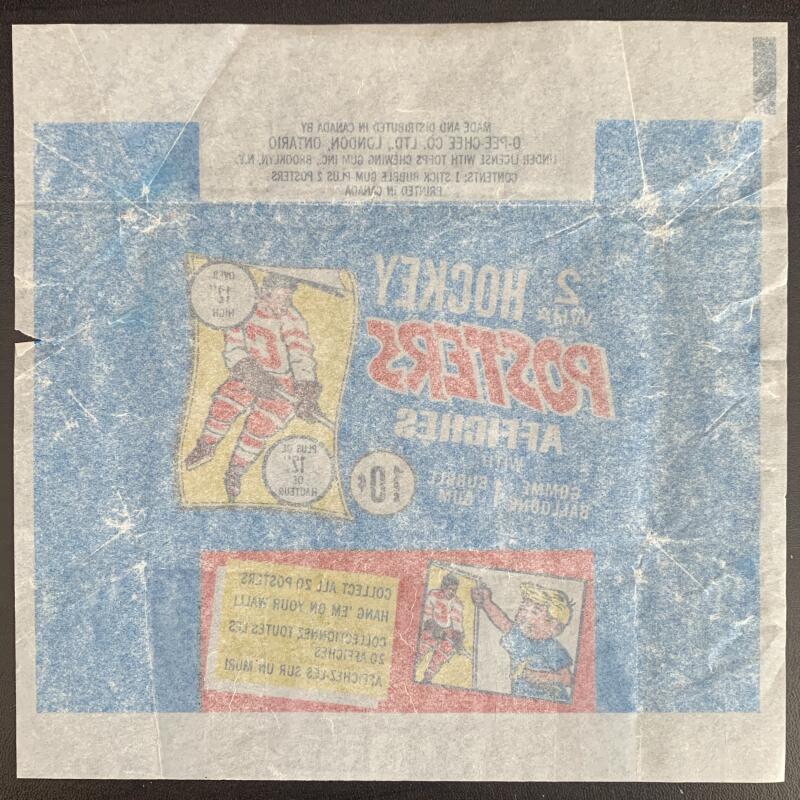 MADE AND DISTRIBUTED IN CANADA BY
O-PEE-CHEE CO. LTD., LONDON, ONTARIO
UNDER LICENSE WITH TOPPS CHEWING GUM INC., BROOKLYN, N.Y.
CONTENTS: 1 STICK BUBBLE GUM PLUS 2 POSTERS
PRINTED IN CANADA
2 HOCKEY
POSTERS
AFFICHES
WITH
1 BUBBLE GUM
GOMME BALLOUNE
10¢
OVER
HIGH
PLUS DE
12"
DE
HAUTEUR
COLLECT ALL 20 POSTERS
HANG 'EM ON YOUR WALL!
COLLECTIONNEZ TOUTES LES
20 AFFICHES
AFFICHEZ-LES SUR UN MUR!